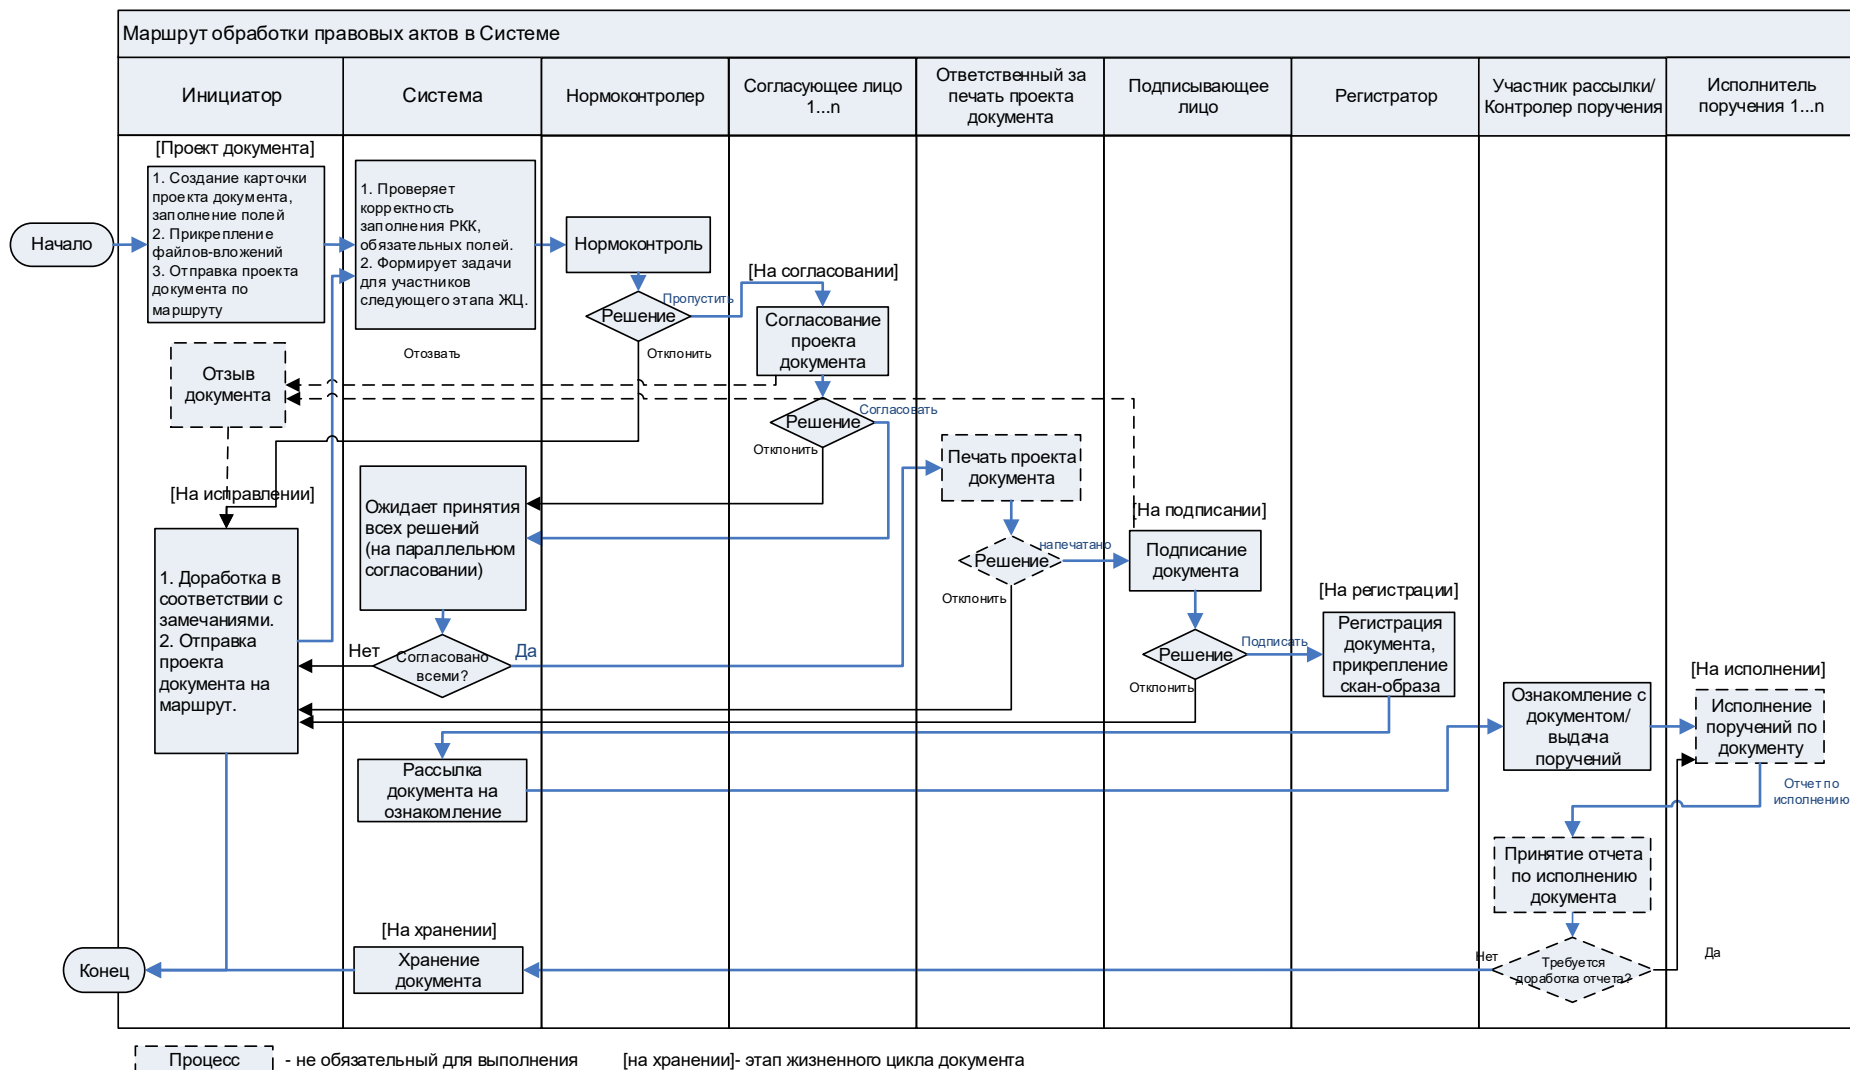 Маршрут обработки правовых актов в Системе
Инициатор
Система
Нормоконтролер
Согласующее лицо
1...n
Ответственный за
печать проекта
документа
Подписывающее
лицо
Регистратор
Участник рассылки/
Контролер поручения
Исполнитель
поручения 1...n
[Проект документа]
Начало
1. Создание карточки
проекта документа,
заполнение полей
2. Прикрепление
файлов-вложений
3. Отправка проекта
документа по
маршруту
1. Проверяет
корректность
заполнения РКК,
обязательных полей.
2. Формирует задачи
для участников
следующего этапа ЖЦ.
Нормоконтроль
Решение
Пропустить
Отклонить
[На согласовании]
Согласование
проекта
документа
Отозвать
Отзыв
документа
Решение
Согласовать
Отклонить
Печать проекта
документа
[На исправлении]
Ожидает принятия
всех решений
(на параллельном
согласовании)
Решение
напечатано
Отклонить
[На подписании]
Подписание
документа
1. Доработка в
соответствии с
замечаниями.
2. Отправка
проекта
документа на
маршрут.
Нет
Согласовано
всеми?
Да
Решение
Подписать
Отклонить
[На регистрации]
Регистрация
документа,
прикрепление
скан-образа
Ознакомление с
документом/
выдача
поручений
[На исполнении]
Исполнение
поручений по
документу
Рассылка
документа на
ознакомление
Отчет по
исполнению
Принятие отчета
по исполнению
документа
[На хранении]
Хранение
документа
Конец
Нет
Требуется
доработка отчета?
Да
Процесс
- не обязательный для выполнения
[на хранении]- этап жизненного цикла документа